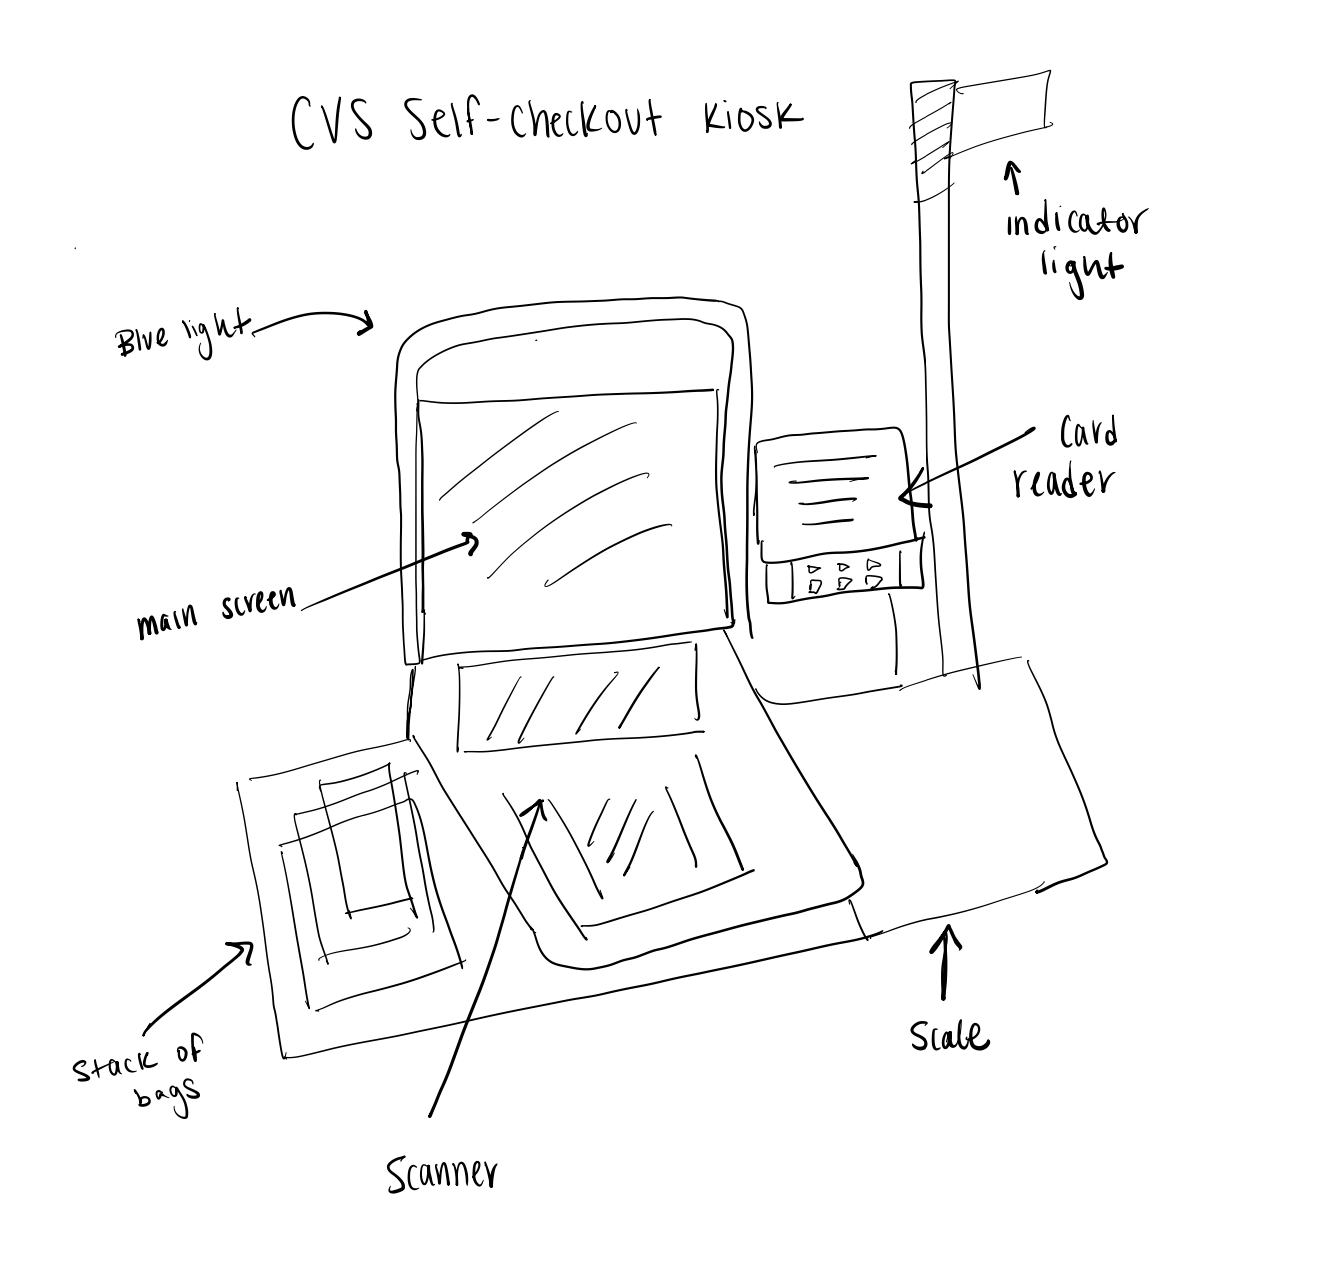 CVS Self-checkout kiosk
indicator
light
Blue light
Card
reader
main screen
Scale
Stack of
bags
Scanner